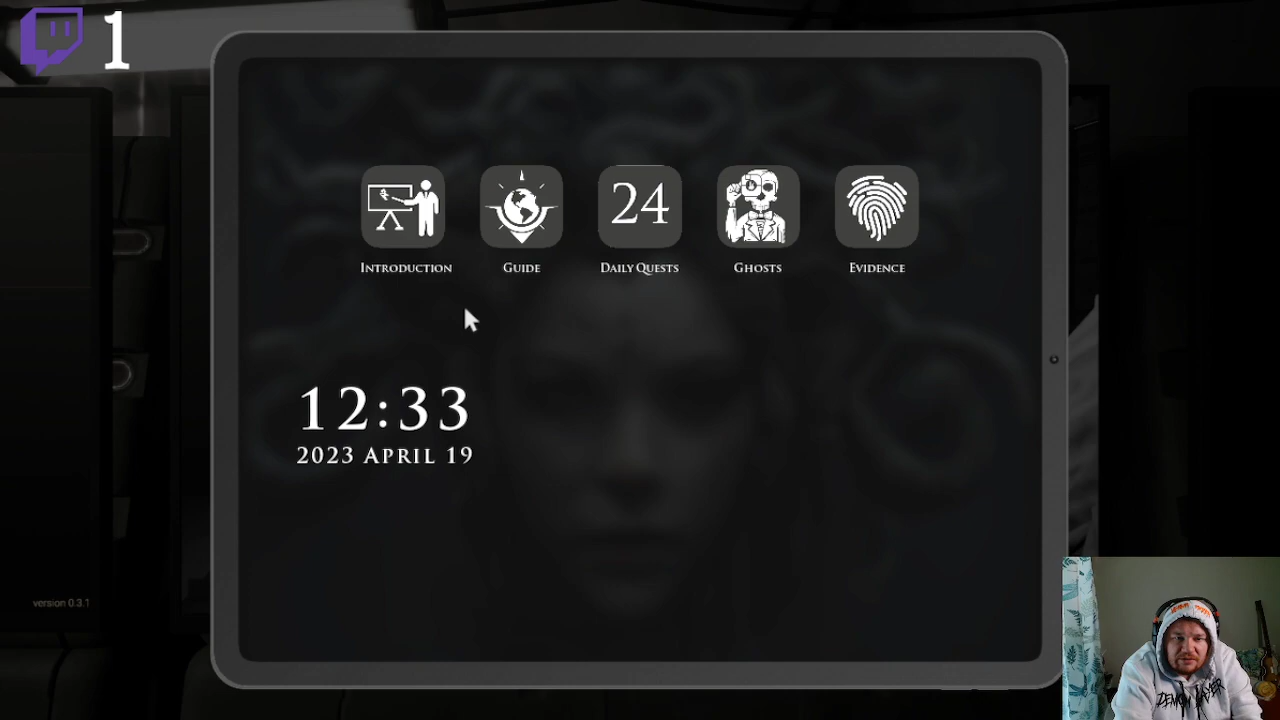 1
24
INTRODUCTION
GUIDE
DAILY QUESTS
GHOSTS
EVIDENCE
12:33
2023 APRIL 19
version 0.3.1